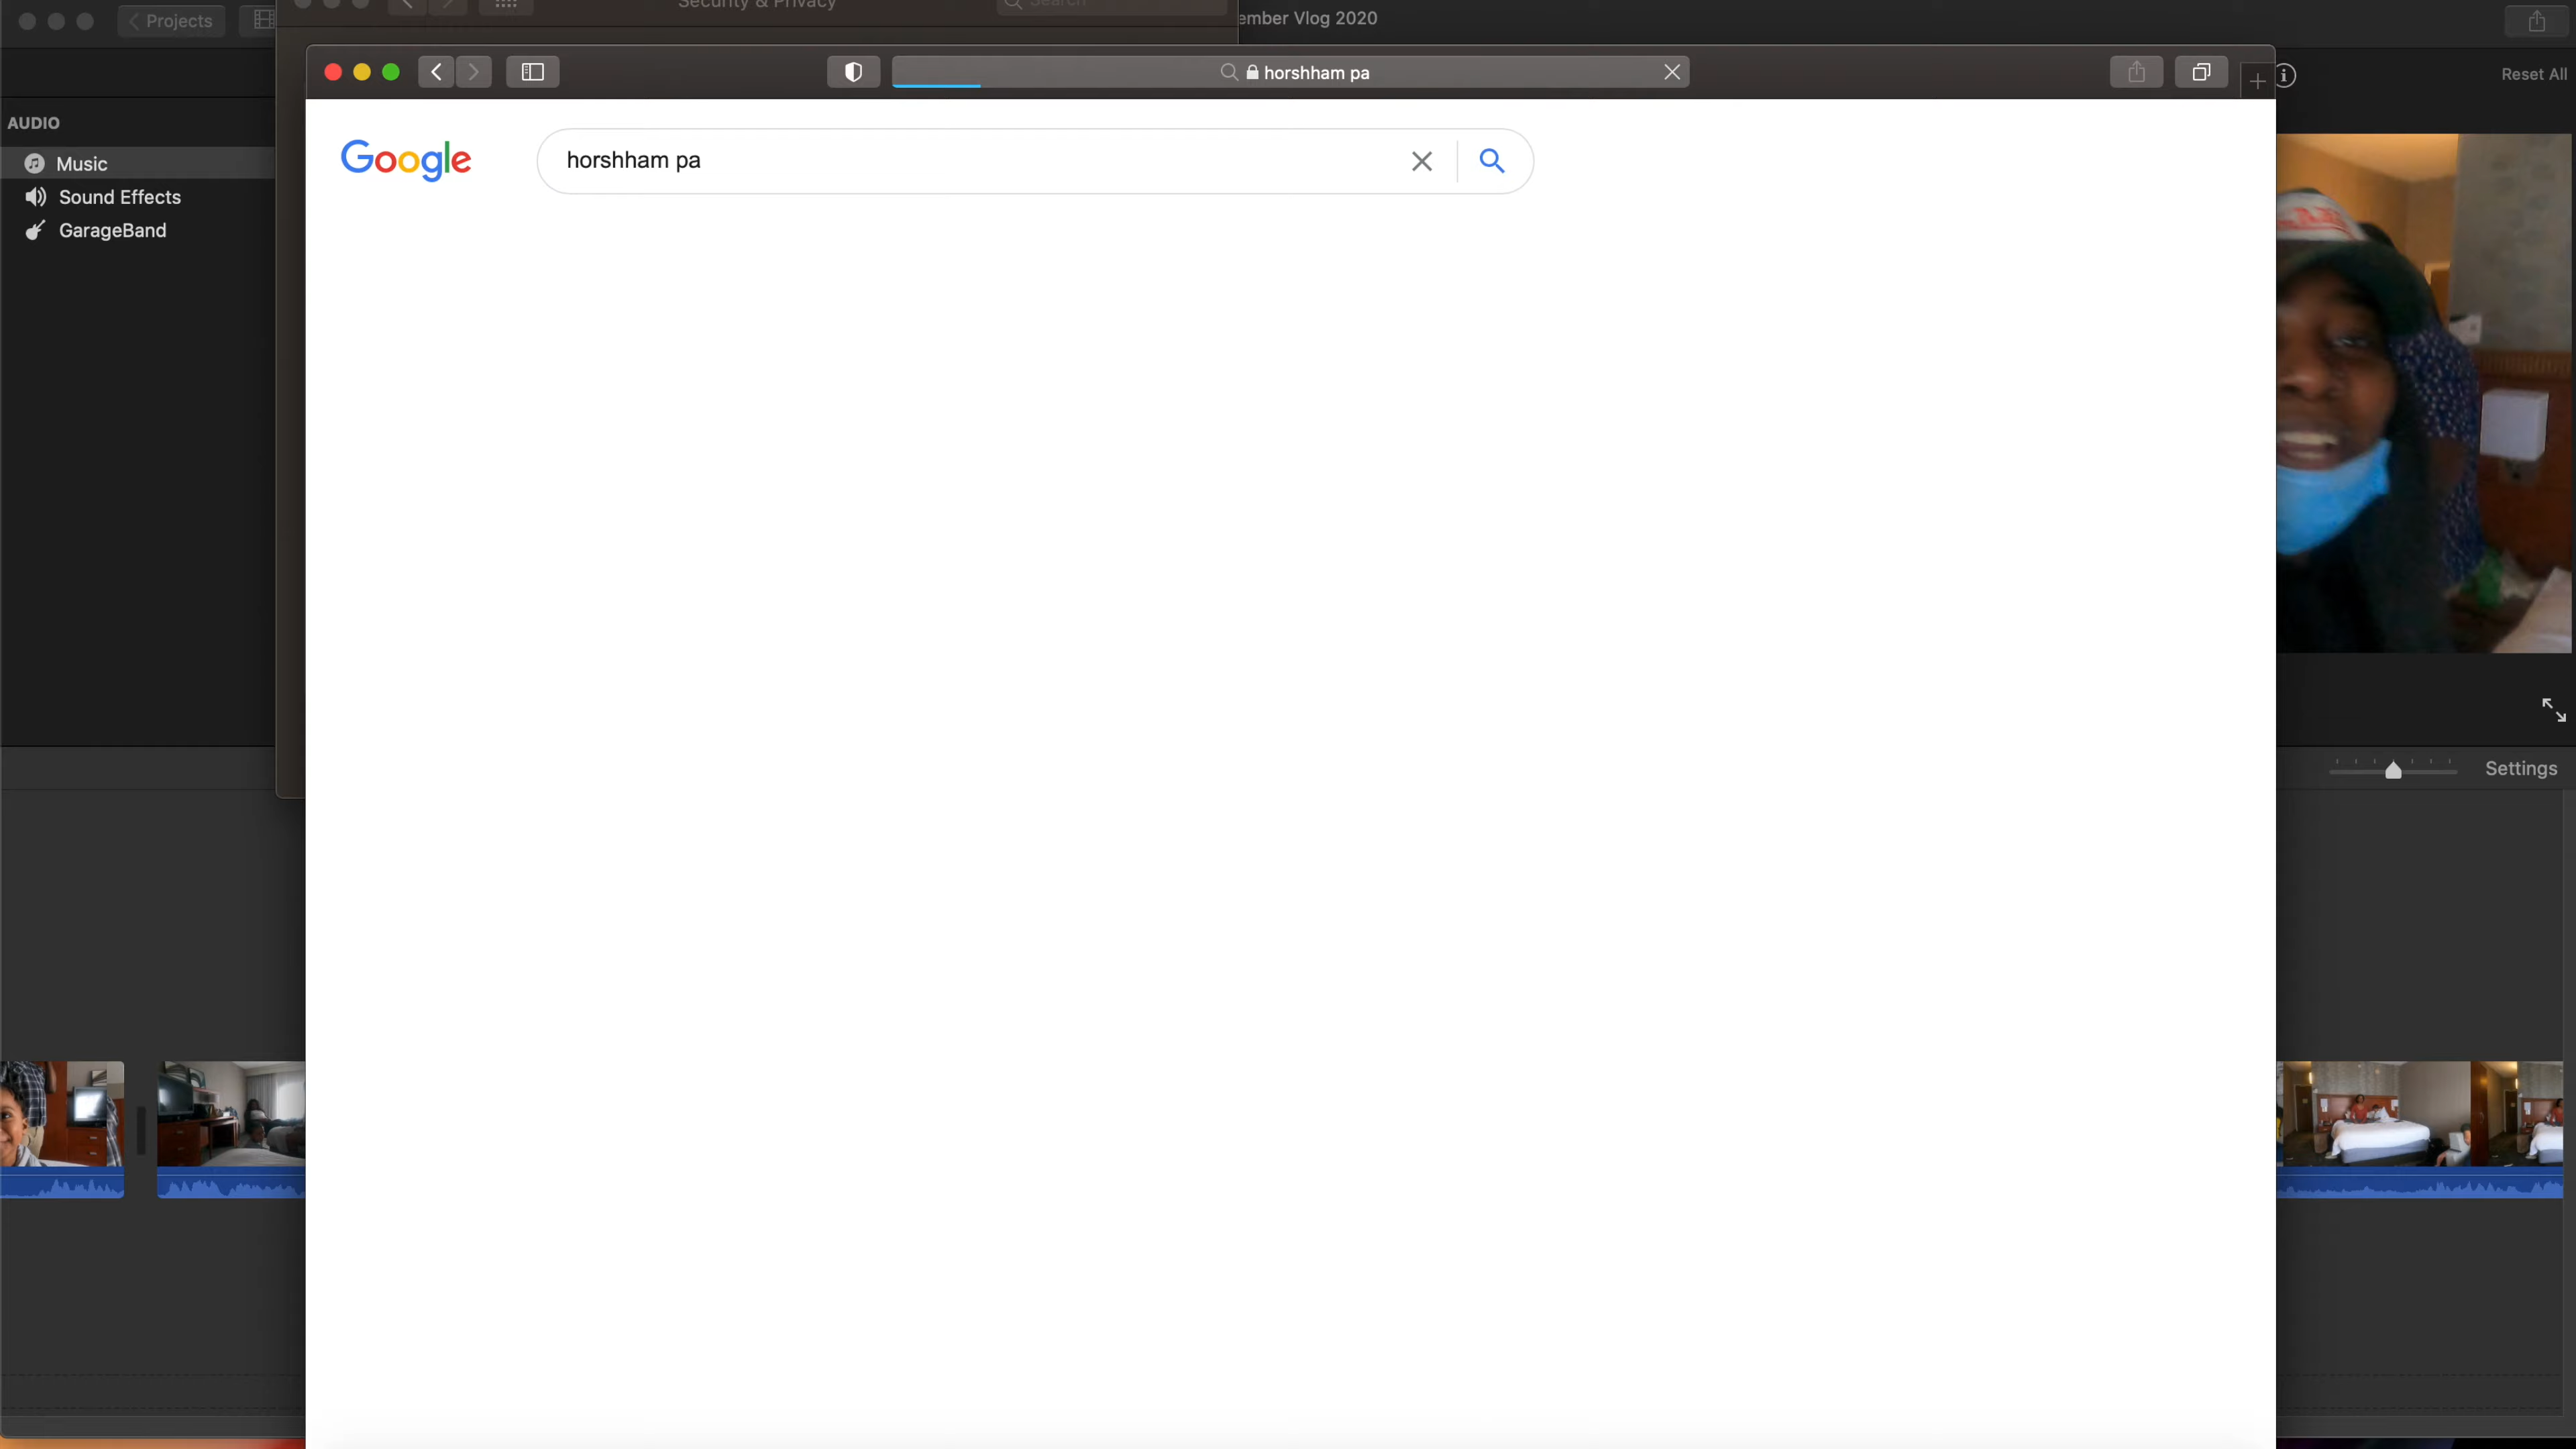 Projects
Security & Privacy
Search
ember Vlog 2020
horshham pa
Reset All
AUDIO
Music
Sound Effects
GarageBand
Google
horshham pa
Settings